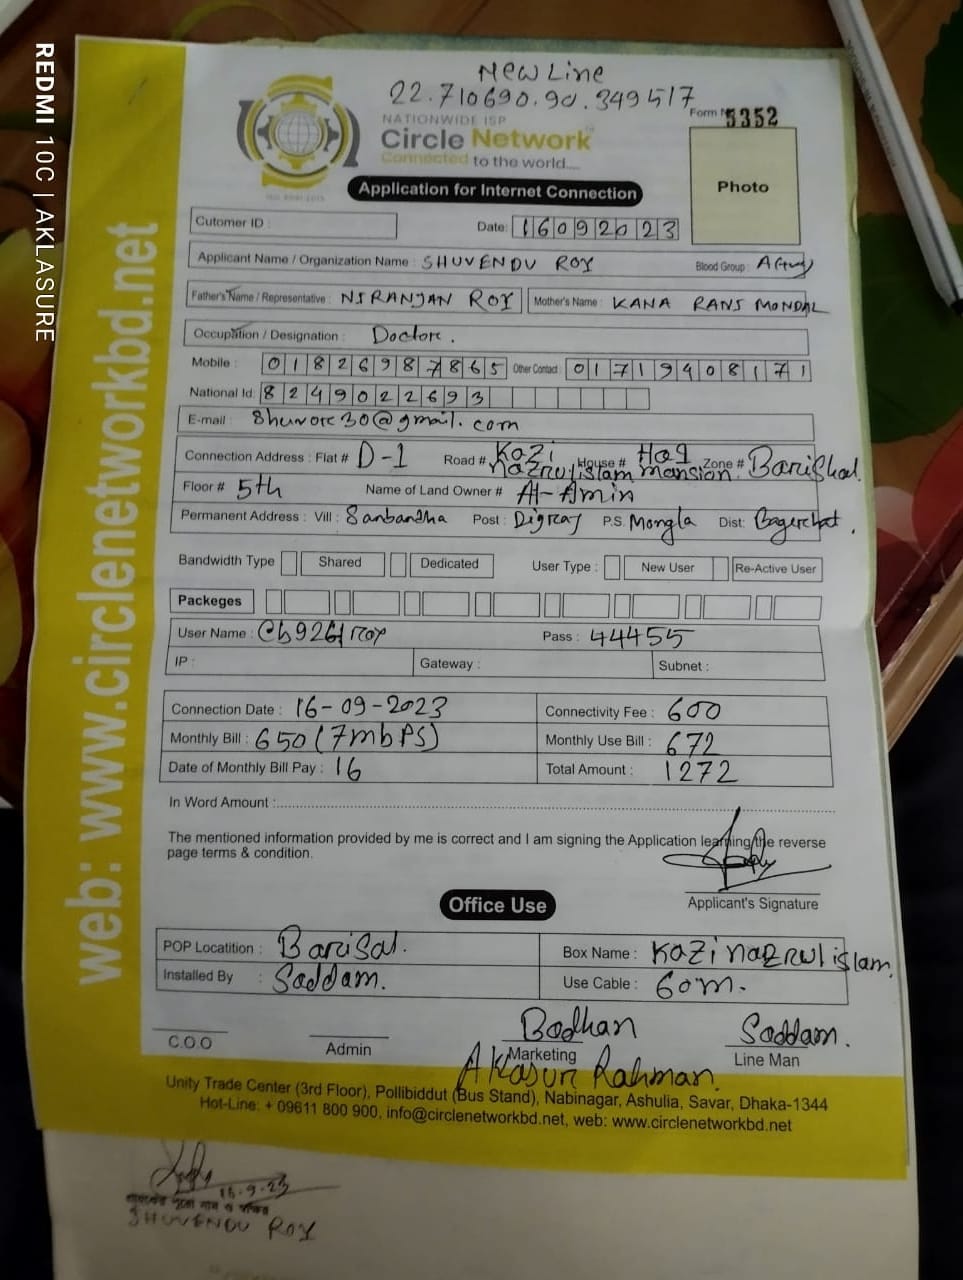 REDMI 10C | AKLASURE
web: www.circlenetworkbd.net
New Line
22.710690.90.349517
Form No 5352
NATIONWIDE ISP
Circle Network
Connected to the world....
Photo
Application for Internet Connection
Cutomer ID :
Date: 16092023
Applicant Name / Organization Name : SHUVENDU ROY Blood Group :
Father's Name / Representative : NIRANJAN ROY Mother's Name : KANA RANI MONDAL
Occupation / Designation : Doctor.
Mobile : 01826987865 Other Contact : 01719408171
National Id: 8249022693
E-mail : Shuvore30@gmail.com
Connection Address : Flat # D-1 Road # Kazi Nazrul islam House # Haq mansion Zone # Barishal
Floor # 5th Name of Land Owner # Al-Amin
Permanent Address : Vill : Sanbandha Post : Digraj P.S. Mongla Dist: Bagerhat.
Bandwidth Type Shared Dedicated User Type : New User Re-Active User
Packeges
User Name : Pass : 44455
IP : Gateway : Subnet :
Connection Date : 16-09-2023 Connectivity Fee : 600
Monthly Bill : 650 (7mbps) Monthly Use Bill : 672
Date of Monthly Bill Pay : 16 Total Amount : 1272
In Word Amount :
The mentioned information provided by me is correct and I am signing the Application learning the reverse
page terms & condition.
Applicant's Signature
Office Use
POP Locatition : Barisal. Box Name : Kazi nazrul islam
Installed By : Saddam. Use Cable : 60m.
Bodhan Saddam.
C.O.O Admin Marketing Line Man
Akasur Rahman
Unity Trade Center (3rd Floor), Pollibiddut (Bus Stand), Nabinagar, Ashulia, Savar, Dhaka-1344
Hot-Line: + 09611 800 900, info@circlenetworkbd.net, web: www.circlenetworkbd.net
16-9-23
SHUVENDU ROY